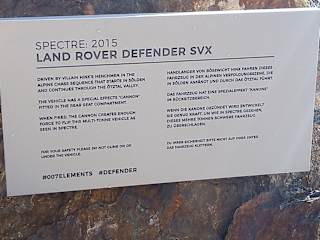 SPECTRE: 2015
LAND ROVER DEFENDER SVX
DRIVEN BY VILLAIN HINX'S HENCHMEN IN THE
ALPINE CHASE SEQUENCE THAT STARTS IN SÖLDEN
AND CONTINUES THROUGH THE ÖTZTAL VALLEY.
THE VEHICLE HAS A SPECIAL EFFECTS 'CANNON'
FITTED IN THE REAR SEAT COMPARTMENT.
WHEN FIRED, THE CANNON CREATES ENOUGH
FORCE TO FLIP THIS MULTI-TONNE VEHICLE AS
SEEN IN SPECTRE.
FOR YOUR SAFETY PLEASE DO NOT CLIMB ON OR
UNDER THE VEHICLE.
HANDLANGER VON BÖSEWICHT HINX FAHREN DIESES
FAHRZEUG IN DER ALPINEN VERFOLGUNGSSZENE, DIE
IN SÖLDEN ANFÄNGT UND DURCH DAS ÖTZTAL FÜHRT.
DAS FAHRZEUG HAT EINE SPEZIALEFFEKT "KANONE"
IM RÜCKSITZBEREICH.
WENN DIE KANONE GEZÜNDET WIRD ENTWICKELT
SIE GENUG KRAFT, UM WIE IN SPECTRE GESEHEN,
DIESES MEHRE TONNEN SCHWERE FAHRZEUG
ZU ÜBERSCHLAGEN.
ZU IHRER SICHERHEIT BITTE NICHT AUF ODER UNTER
DAS FAHRZEUG KLETTERN.
#007ELEMENTS #DEFENDER